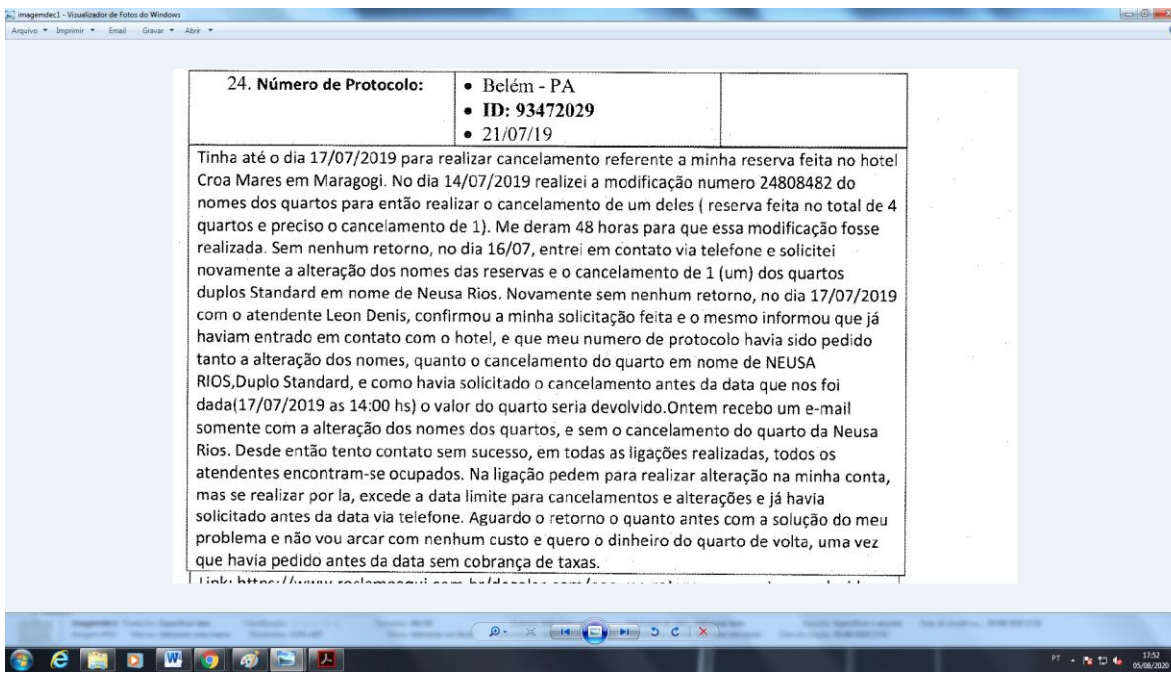 imagemdec1 - Visualizador de Fotos do Windows
Arquivo Imprimir Email Gravar Abrir
24. Número de Protocolo:
• Belém - PA
• ID: 93472029
• 21/07/19
Tinha até o dia 17/07/2019 para realizar cancelamento referente a minha reserva feita no hotel
Croa Mares em Maragogi. No dia 14/07/2019 realizei a modificação numero 24808482 do
nomes dos quartos para então realizar o cancelamento de um deles ( reserva feita no total de 4
quartos e preciso o cancelamento de 1). Me deram 48 horas para que essa modificação fosse
realizada. Sem nenhum retorno, no dia 16/07, entrei em contato via telefone e solicitei
novamente a alteração dos nomes das reservas e o cancelamento de 1 (um) dos quartos
duplos Standard em nome de Neusa Rios. Novamente sem nenhum retorno, no dia 17/07/2019
com o atendente Leon Denis, confirmou a minha solicitação feita e o mesmo informou que já
haviam entrado em contato com o hotel, e que meu numero de protocolo havia sido pedido
tanto a alteração dos nomes, quanto o cancelamento do quarto em nome de NEUSA
RIOS,Duplo Standard, e como havia solicitado o cancelamento antes da data que nos foi
dada(17/07/2019 as 14:00 hs) o valor do quarto seria devolvido.Ontem recebo um e-mail
somente com a alteração dos nomes dos quartos, e sem o cancelamento do quarto da Neusa
Rios. Desde então tento contato sem sucesso, em todas as ligações realizadas, todos os
atendentes encontram-se ocupados. Na ligação pedem para realizar alteração na minha conta,
mas se realizar por la, excede a data limite para cancelamentos e alterações e já havia
solicitado antes da data via telefone. Aguardo o retorno o quanto antes com a solução do meu
problema e não vou arcar com nenhum custo e quero o dinheiro do quarto de volta, uma vez
que havia pedido antes da data sem cobrança de taxas.
PT
17:52
05/08/2020